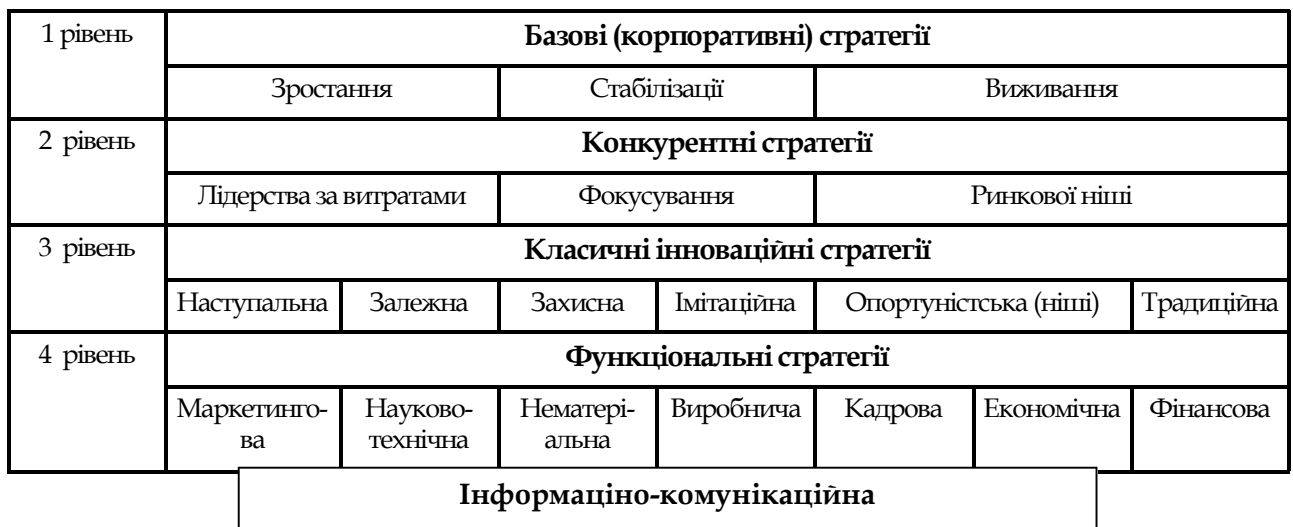 1 рівень Базові (корпоративні) стратегії
Зростання Стабілізації Виживання
2 рівень Конкурентні стратегії
Лідерства за витратами Фокусування Ринкової ніші
3 рівень Класичні інноваційні стратегії
Наступальна Залежна Захисна Імітаційна Опортуністська (ніші) Традиційна
4 рівень Функціональні стратегії
Маркетинго- Науково- Нематері- Виробнича Кадрова Економічна Фінансова
ва технічна альна
Інформаціно-комунікаційна